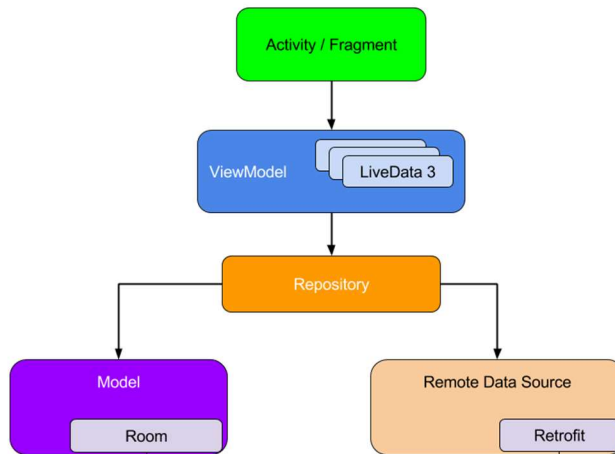 Activity / Fragment
ViewModel
LiveData 3
Repository
Model
Remote Data Source
Room
Retrofit